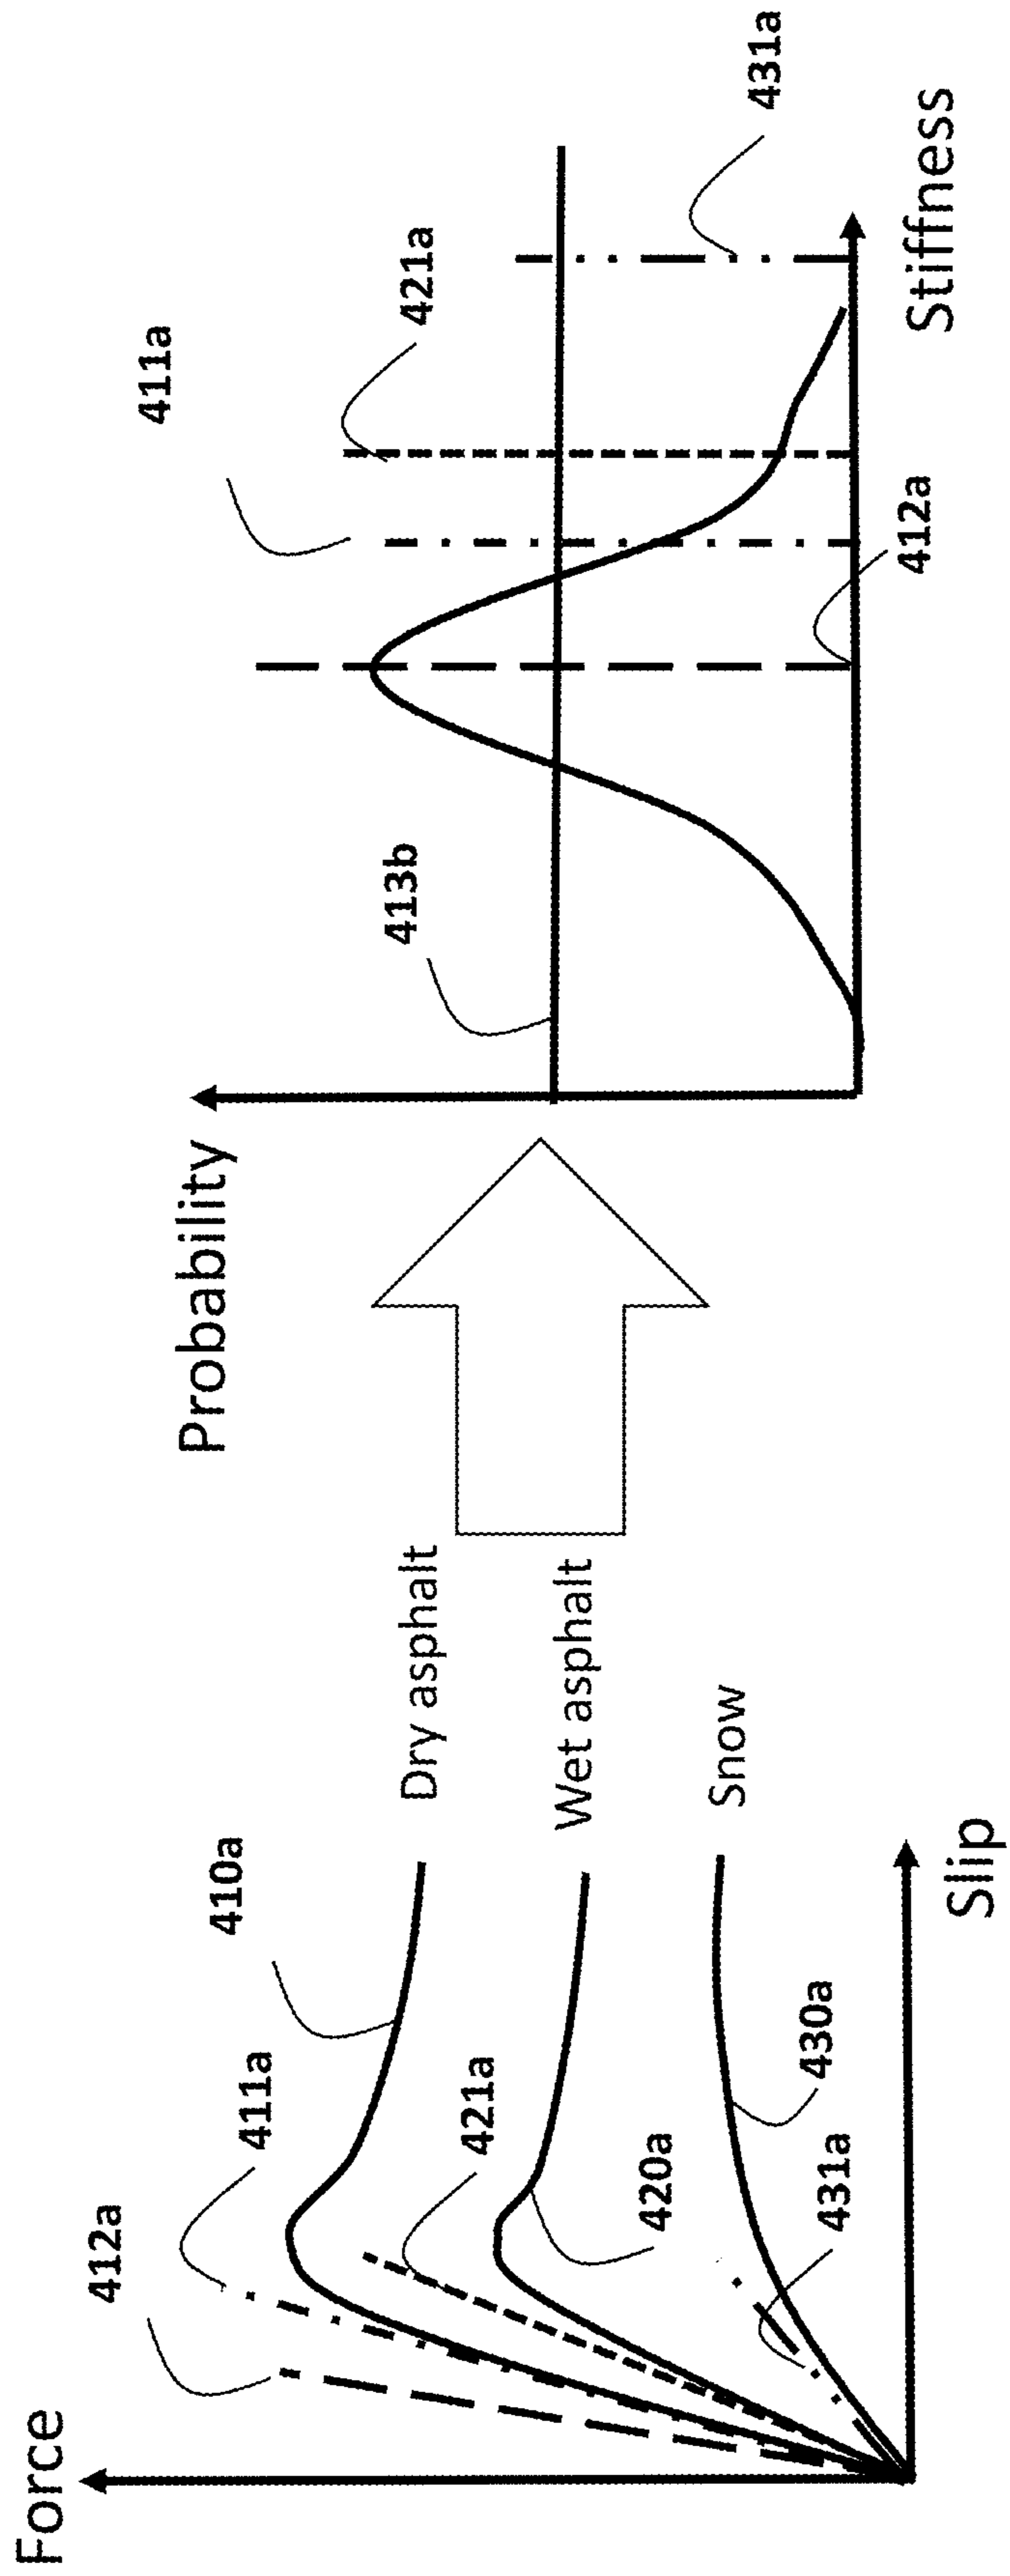 Force
412a
411a
410a
421a
420a
430a
431a
Slip
Dry asphalt
Wet asphalt
Snow
Probability
413b
411a
421a
431a
412a
Stiffness